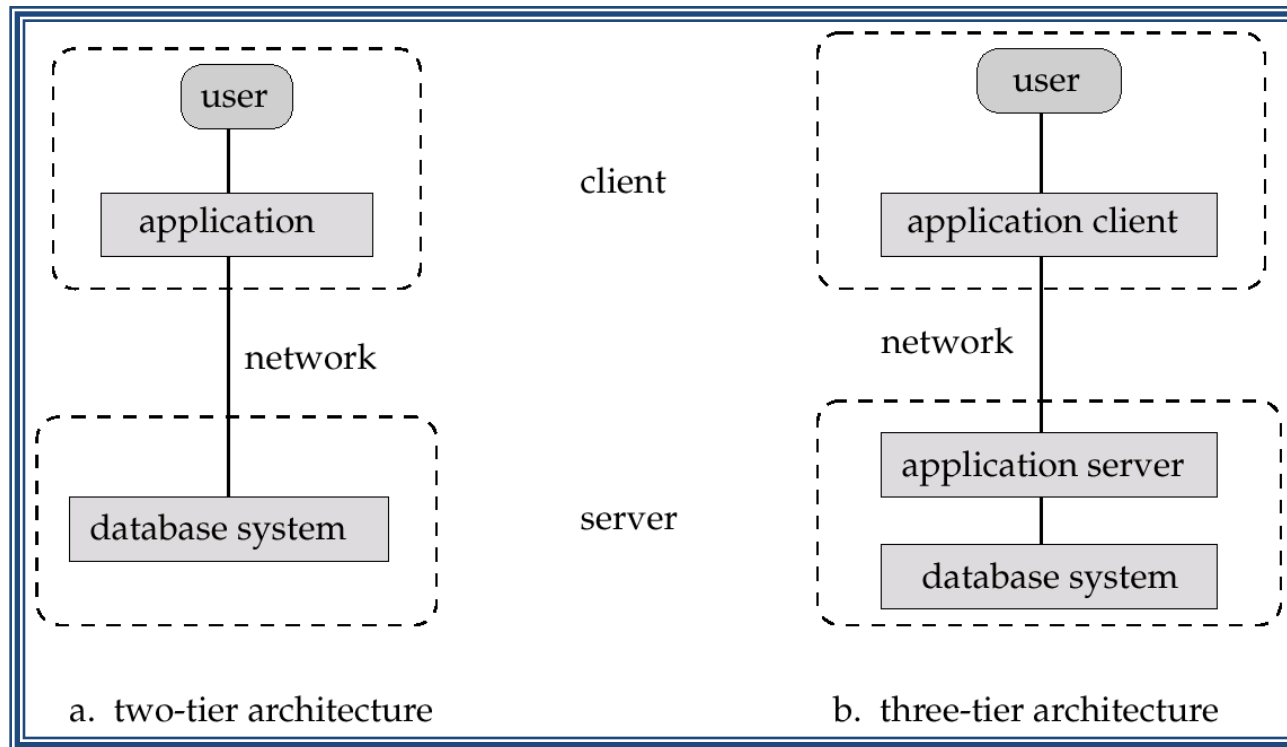 user
application
network
database system
a. two-tier architecture
client
server
user
application client
network
application server
database system
b. three-tier architecture